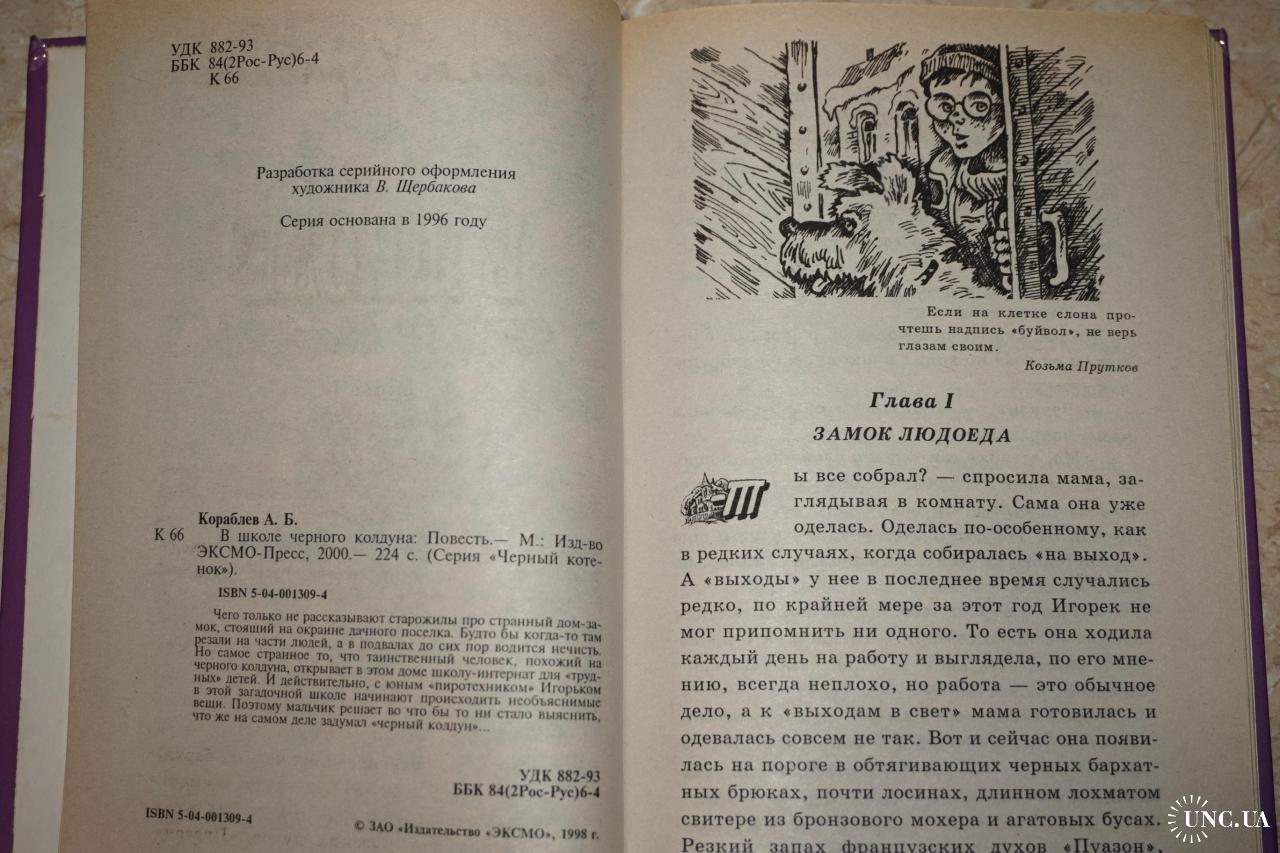 УДК 882-93
ББК 84(2Рос-Рус)6-4
К 66
Разработка серийного оформления
художника В. Щербакова
Серия основана в 1996 году
Кораблев А. Б.
К 66 В школе черного колдуна: Повесть.— М.: Изд-во
ЭКСМО-Пресс, 2000.— 224 с. (Серия «Черный коте-
нок»).
ISBN 5-04-001309-4
Чего только не рассказывают старожилы про странный дом-за-
мок, стоящий на окраине дачного поселка. Будто бы когда-то там
резали на части людей, а в подвалах до сих пор водится нечисть.
Но самое странное то, что таинственный человек, похожий на
черного колдуна, открывает в этом доме школу-интернат для «труд-
ных» детей. И действительно, с юным «пиротехником» Игорьком
в этой загадочной школе начинают происходить необъяснимые
вещи. Поэтому мальчик решает во что бы то ни стало выяснить,
что же на самом деле задумал «черный колдун»...
УДК 882-93
ББК 84(2Рос-Рус)6-4
ISBN 5-04-001309-4
© ЗАО «Издательство «ЭКСМО», 1998 г.
Если на клетке слона про-
чтешь надпись «буйвол», не верь
глазам своим.
Козьма Прутков
Глава I
ЗАМОК ЛЮДОЕДА
Ты все собрал? — спросила мама, за-
глядывая в комнату. Сама она уже
оделась. Оделась по-особенному, как
в редких случаях, когда собиралась «на выход».
А «выходы» у нее в последнее время случались
редко, по крайней мере за этот год Игорек не
мог припомнить ни одного. То есть она ходила
каждый день на работу и выглядела, по его мне-
нию, всегда неплохо, но работа — это обычное
дело, а к «выходам в свет» мама готовилась и
одевалась совсем не так. Вот и сейчас она появи-
лась на пороге в обтягивающих черных бархат-
ных брюках, почти лосинах, длинном лохматом
свитере из бронзового мохера и агатовых бусах.
Резкий запах французских духов «Пуазон»,
UNC.UA